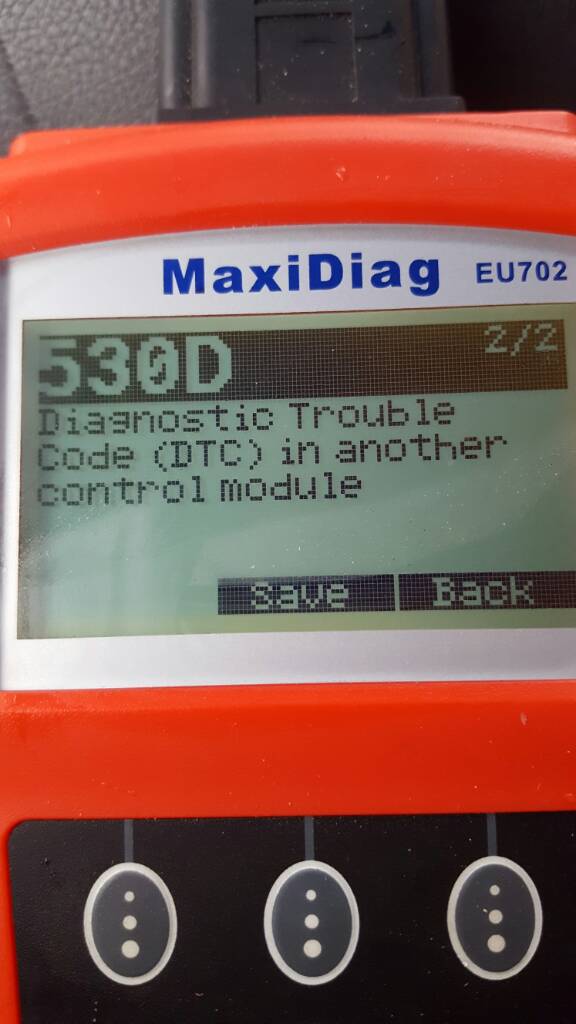 MaxiDiag EU702
530D 2/2
Diagnostic Trouble
Code (DTC) in another
control module
Save Back